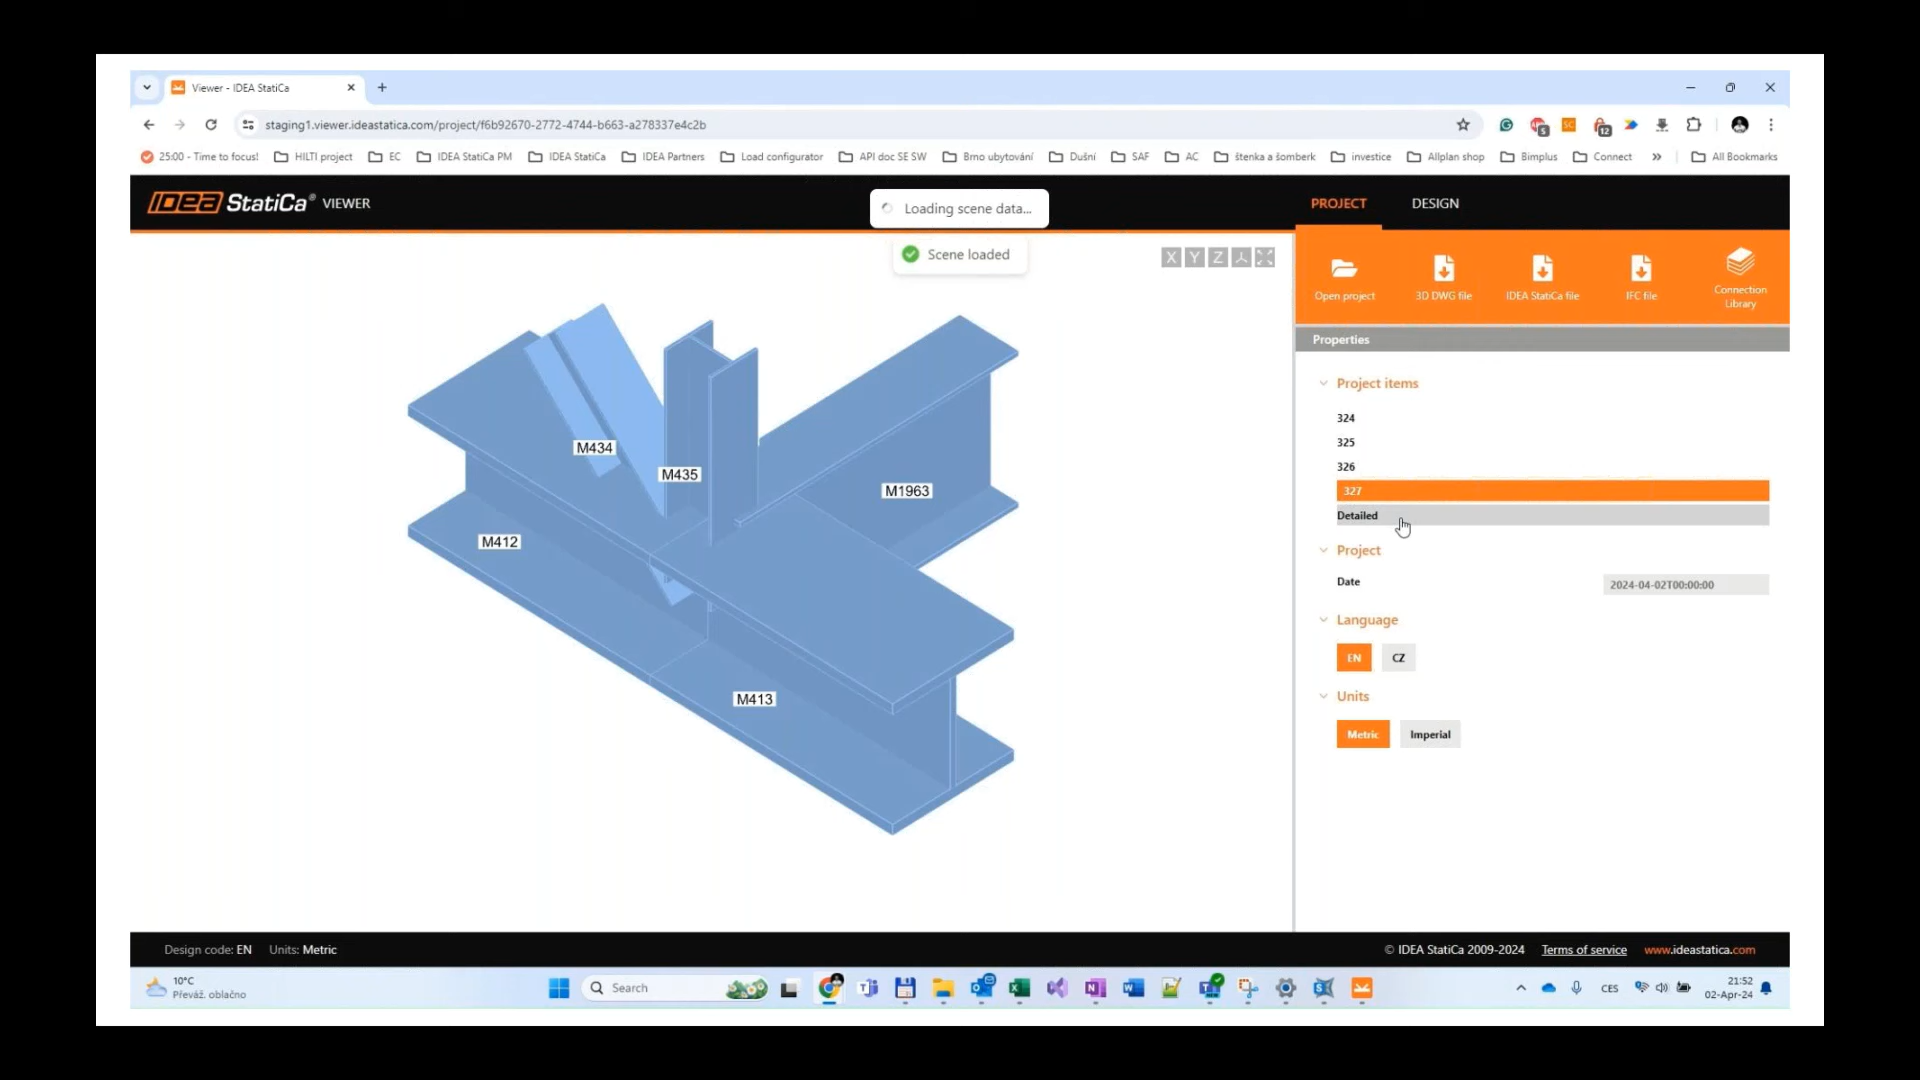 Viewer - IDEA StatiCa
staging1.viewer.ideastatica.com/project/f6b92670-2772-4744-b663-a278337e4c2b
5
SC
12
25:00 - Time to focus! HILTI project EC IDEA StatiCa PM IDEA StatiCa IDEA Partners Load configurator API doc SE SW Brno ubytování Dušní SAF AC štenka a šomberk investice Allplan shop Bimplus Connect » All Bookmarks
IDEA StatiCa® VIEWER
Loading scene data...
PROJECT DESIGN
Scene loaded
X Y Z
Open project 3D DWG file IDEA StatiCa file IFC file Connection Library
Properties
Project items
324
325
326
327
Detailed
Project
Date 2024-04-02T00:00:00
Language
EN CZ
Units
Metric Imperial
M434
M435
M1963
M412
M413
Design code: EN Units: Metric
© IDEA StatiCa 2009-2024 Terms of service www.ideastatica.com
10°C
Převáž. oblačno
Search
CES
21:52
02-Apr-24